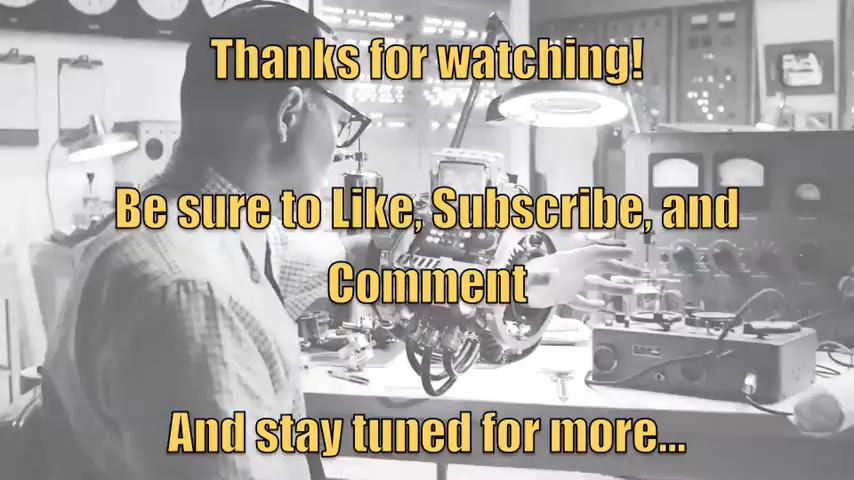 Thanks for watching!
Be sure to Like, Subscribe, and
Comment
And stay tuned for more...